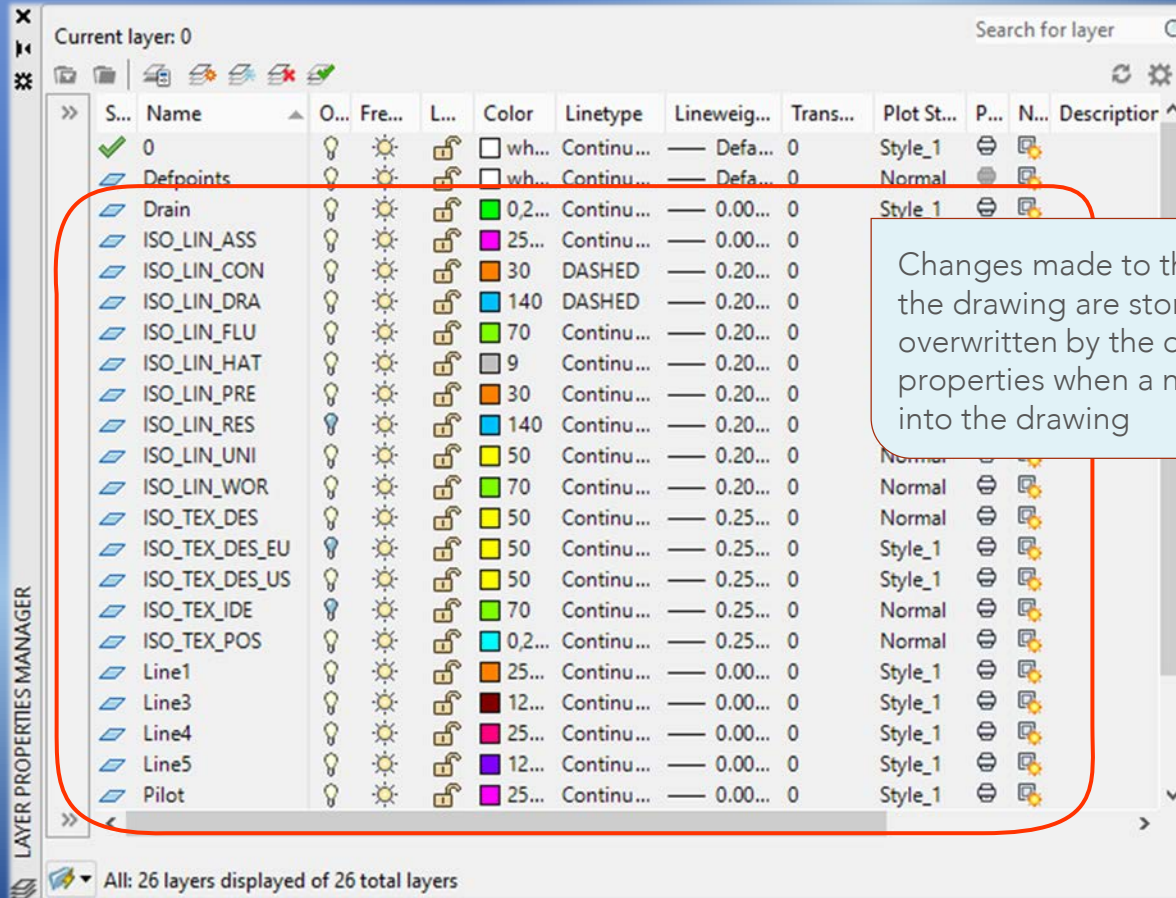 Current layer: 0
Search for layer
S... Name O... Fre... L... Color Linetype Lineweig... Trans... Plot St... P... N... Description
0 wh... Continu... Defa... 0 Style_1
Defpoints wh... Continu... Defa... 0 Normal
Drain 0,2... Continu... 0.00... 0 Style_1
ISO_LIN_ASS 25... Continu... 0.00... 0
ISO_LIN_CON 30 DASHED 0.20... 0
ISO_LIN_DRA 140 DASHED 0.20... 0
ISO_LIN_FLU 70 Continu... 0.20... 0
ISO_LIN_HAT 9 Continu... 0.20... 0
ISO_LIN_PRE 30 Continu... 0.20... 0
ISO_LIN_RES 140 Continu... 0.20... 0
ISO_LIN_UNI 50 Continu... 0.20... 0 Normal
ISO_LIN_WOR 70 Continu... 0.20... 0 Normal
ISO_TEX_DES 50 Continu... 0.25... 0 Normal
ISO_TEX_DES_EU 50 Continu... 0.25... 0 Style_1
ISO_TEX_DES_US 50 Continu... 0.25... 0 Style_1
ISO_TEX_IDE 70 Continu... 0.25... 0 Normal
ISO_TEX_POS 0,2... Continu... 0.25... 0 Normal
Line1 25... Continu... 0.00... 0 Style_1
Line3 12... Continu... 0.00... 0 Style_1
Line4 25... Continu... 0.00... 0 Style_1
Line5 12... Continu... 0.00... 0 Style_1
Pilot 25... Continu... 0.00... 0 Style_1
Changes made to
the drawing are
overwritten by the
properties when a
into the drawing
LAYER PROPERTIES MANAGER
All: 26 layers displayed of 26 total layers